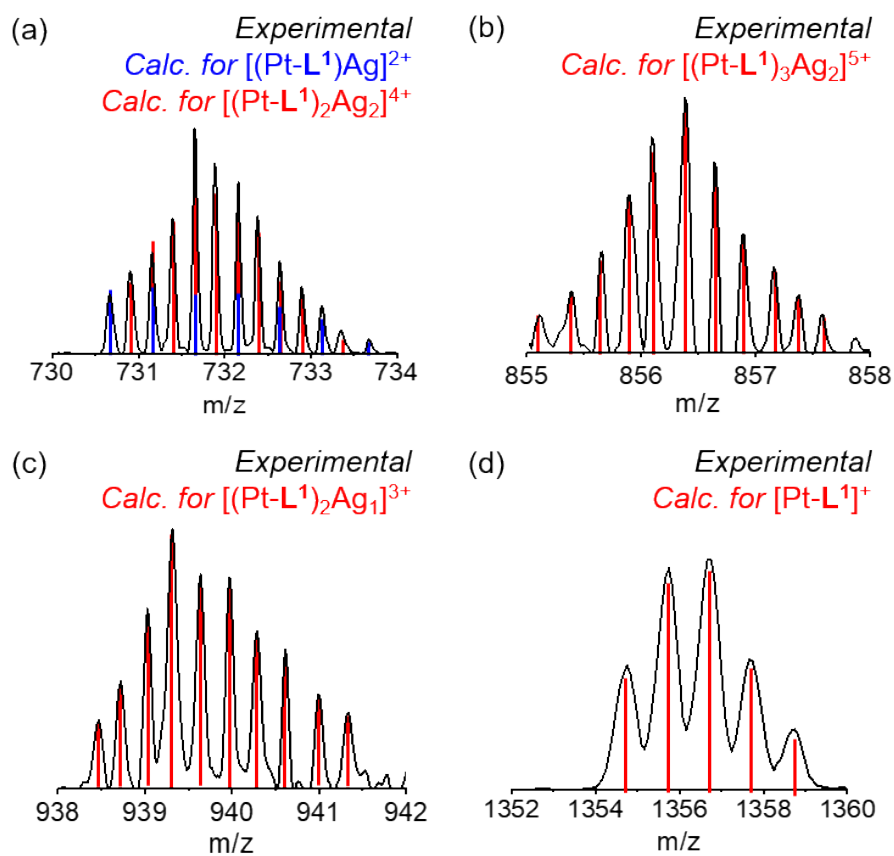 (a)
Experimental
Calc. for [(Pt-L¹)Ag]²⁺
Calc. for [(Pt-L¹)₂Ag₂]⁴⁺
730 731 732 733 734
m/z
(b)
Experimental
Calc. for [(Pt-L¹)₃Ag₂]⁵⁺
855 856 857 858
m/z
(c)
Experimental
Calc. for [(Pt-L¹)₂Ag₁]³⁺
938 939 940 941 942
m/z
(d)
Experimental
Calc. for [Pt-L¹]⁺
1352 1354 1356 1358 1360
m/z